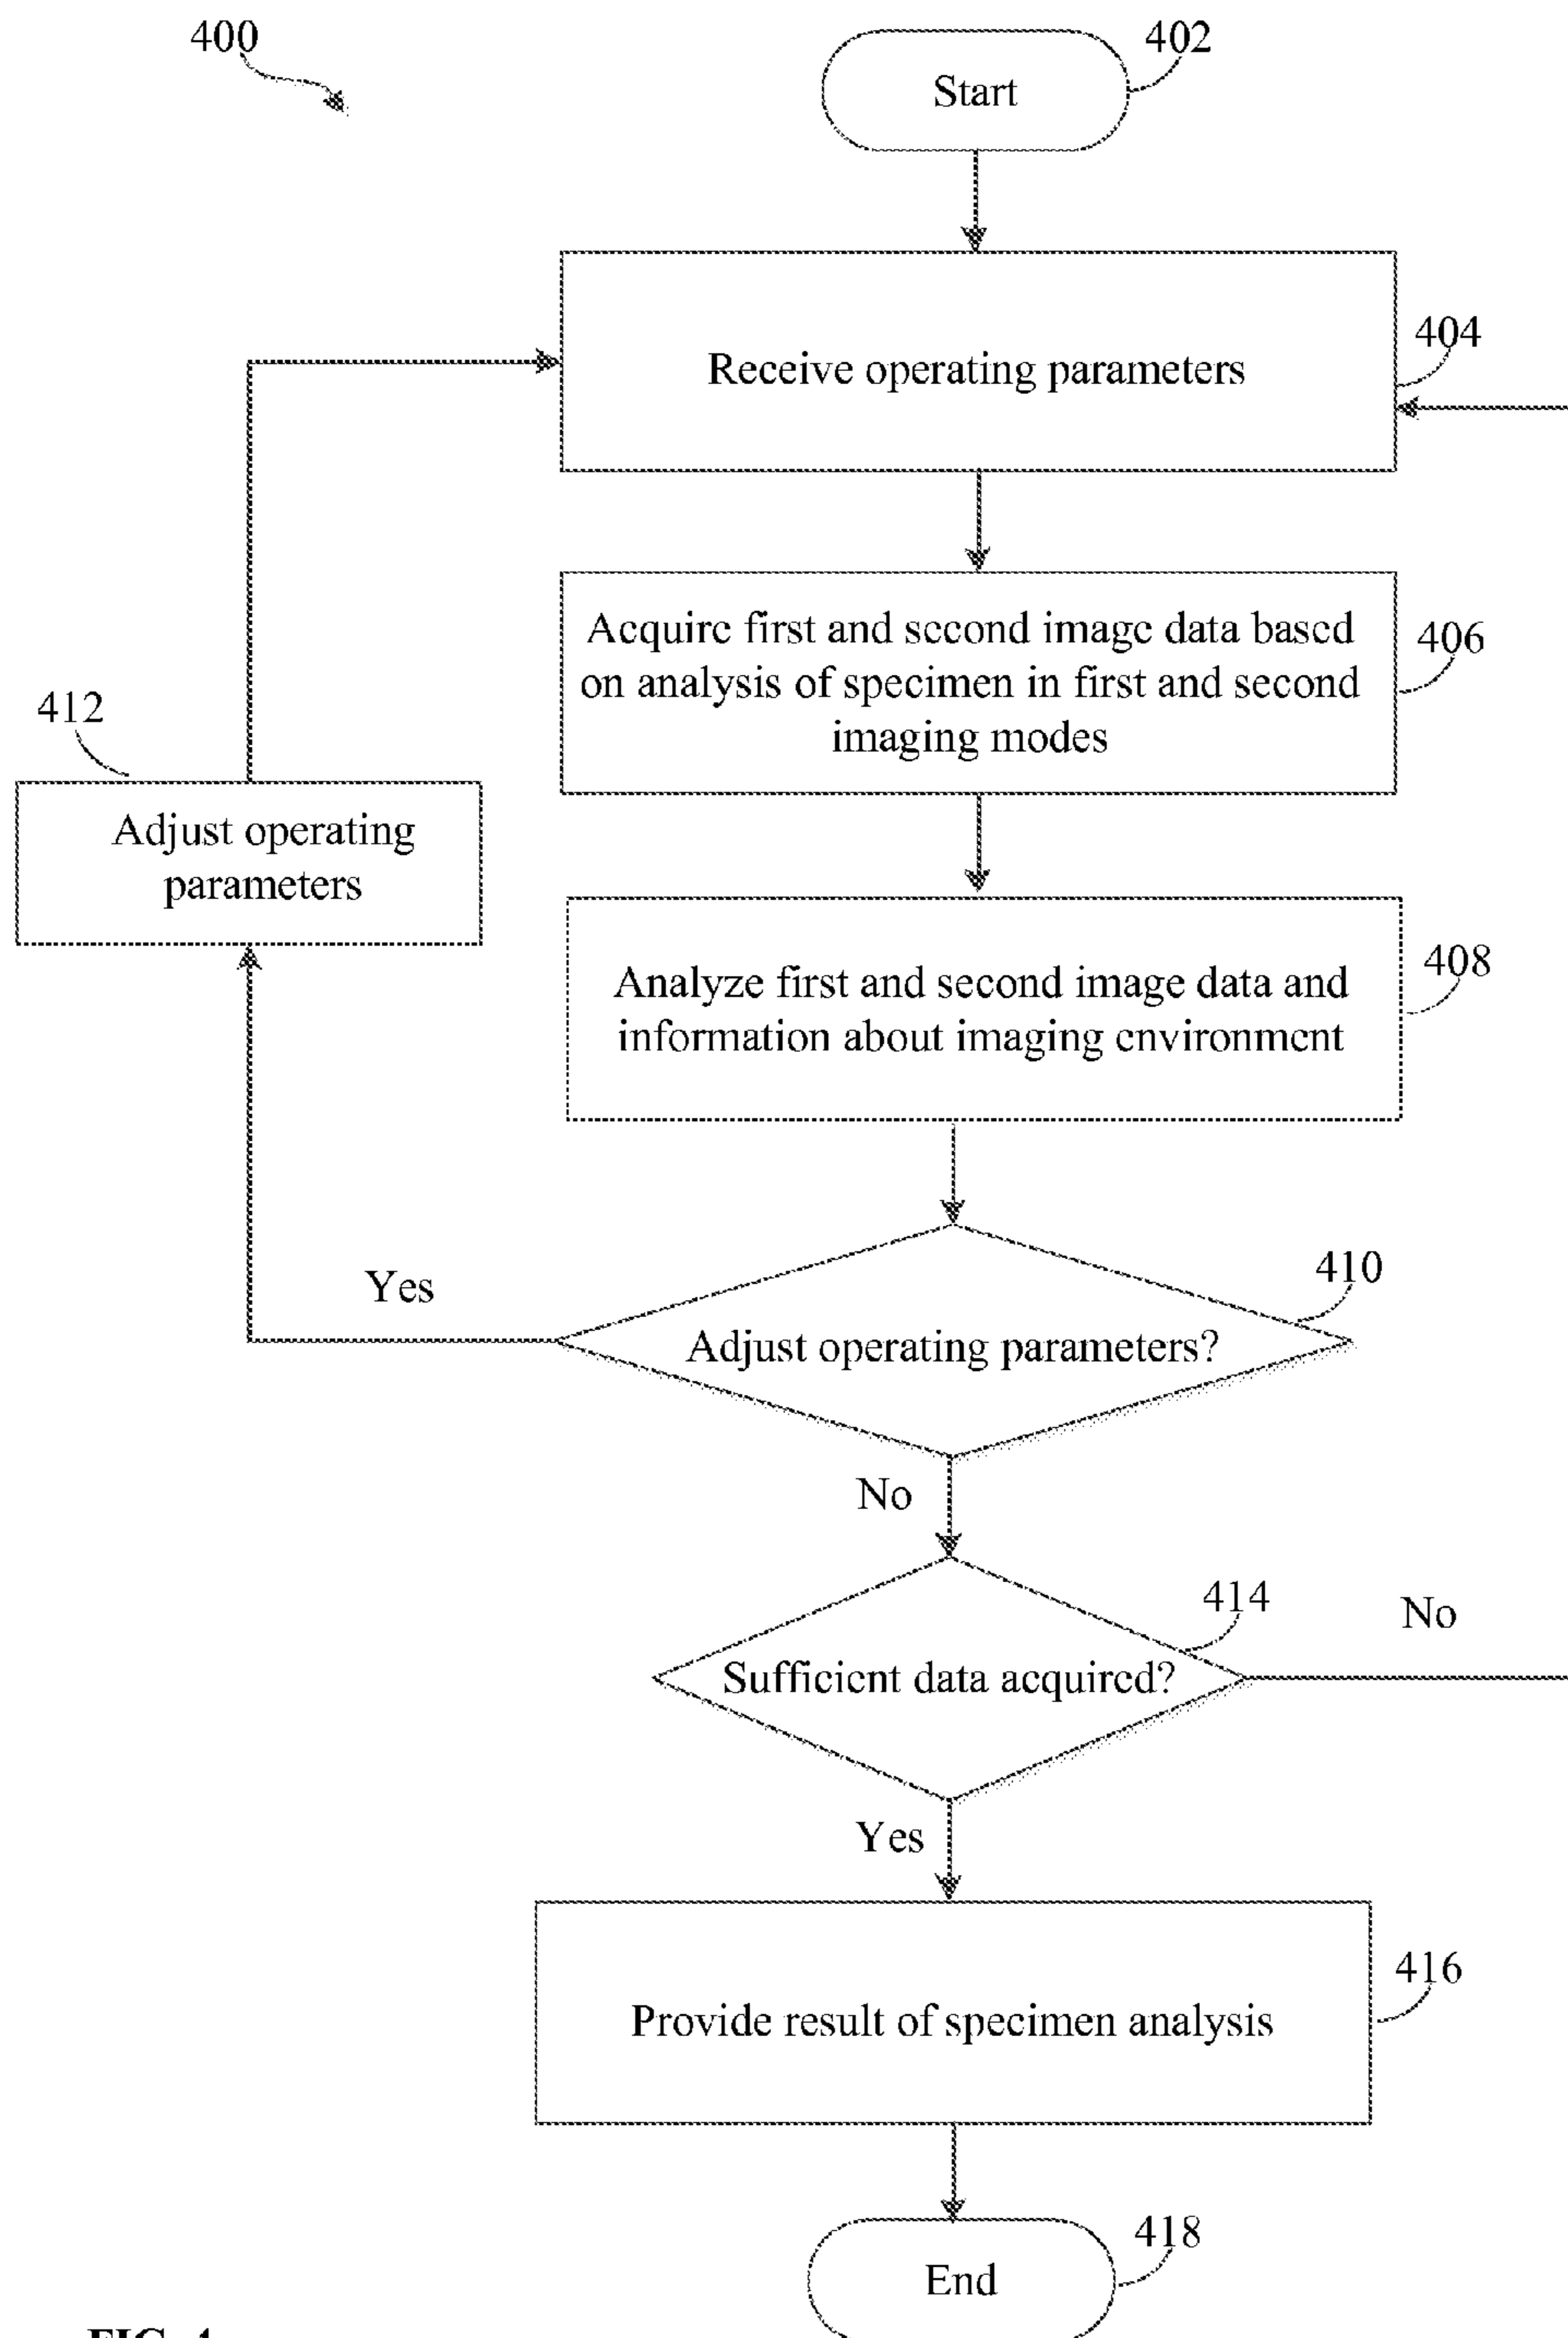 400
402
Start
404
Receive operating parameters
Acquire first and second image data based
on analysis of specimen in first and second
imaging modes
406
412
Adjust operating
parameters
Analyze first and second image data and
information about imaging environment
408
Yes
410
Adjust operating parameters?
No
414
No
Sufficient data acquired?
Yes
416
Provide result of specimen analysis
418
End